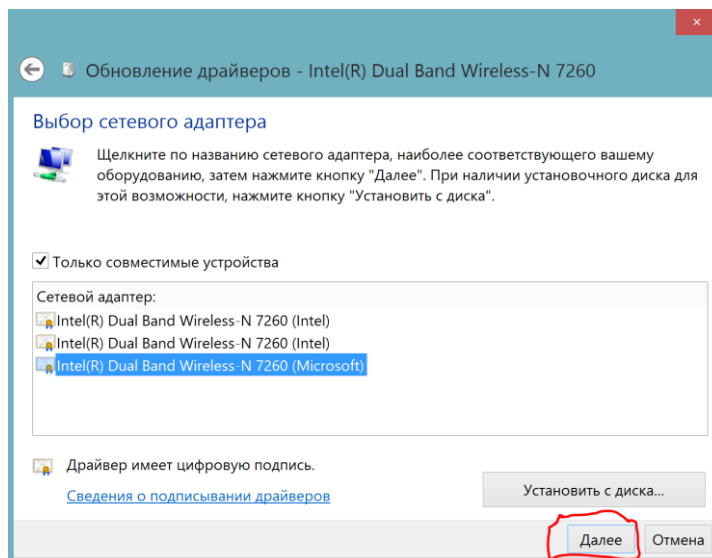 Обновление драйверов - Intel(R) Dual Band Wireless-N 7260
Выбор сетевого адаптера
Щелкните по названию сетевого адаптера, наиболее соответствующего вашему
оборудованию, затем нажмите кнопку "Далее". При наличии установочного диска для
этой возможности, нажмите кнопку "Установить с диска".
Только совместимые устройства
Сетевой адаптер:
Intel(R) Dual Band Wireless-N 7260 (Intel)
Intel(R) Dual Band Wireless-N 7260 (Intel)
Intel(R) Dual Band Wireless-N 7260 (Microsoft)
Драйвер имеет цифровую подпись.
Сведения о подписывании драйверов
Установить с диска...
Далее
Отмена